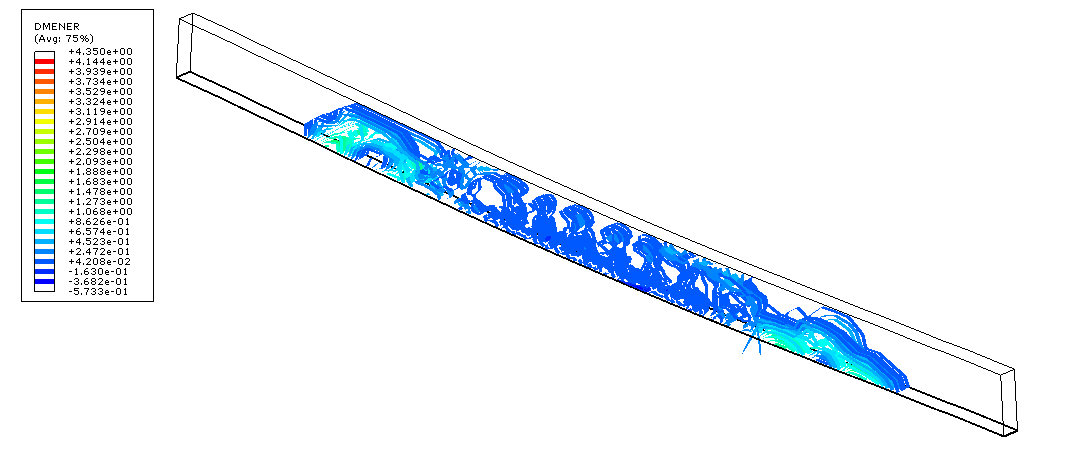 DMENER
(Avg: 75%)
+4.350e+00
+4.144e+00
+3.939e+00
+3.734e+00
+3.529e+00
+3.324e+00
+3.119e+00
+2.914e+00
+2.709e+00
+2.504e+00
+2.298e+00
+2.093e+00
+1.888e+00
+1.683e+00
+1.478e+00
+1.273e+00
+1.068e+00
+8.626e-01
+6.574e-01
+4.523e-01
+2.472e-01
+4.208e-02
-1.630e-01
-3.682e-01
-5.733e-01